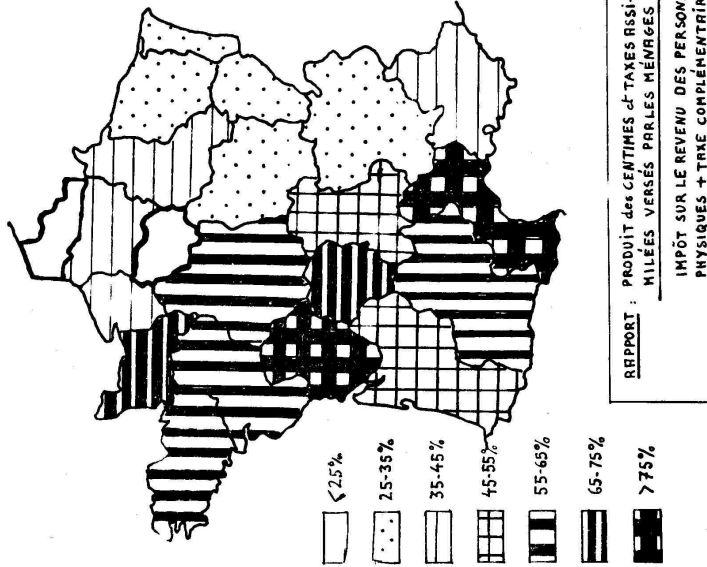 <25%
25-35%
35-45%
45-55%
55-65%
65-75%
>75%
RAPPORT : PRODUIT des CENTIMES et TAXES ASSI-
MILÉES VERSÉS PAR LES MÉNAGES
IMPÔT SUR LE REVENU DES PERSON
PHYSIQUES + TAXE COMPLÉMENTAIR